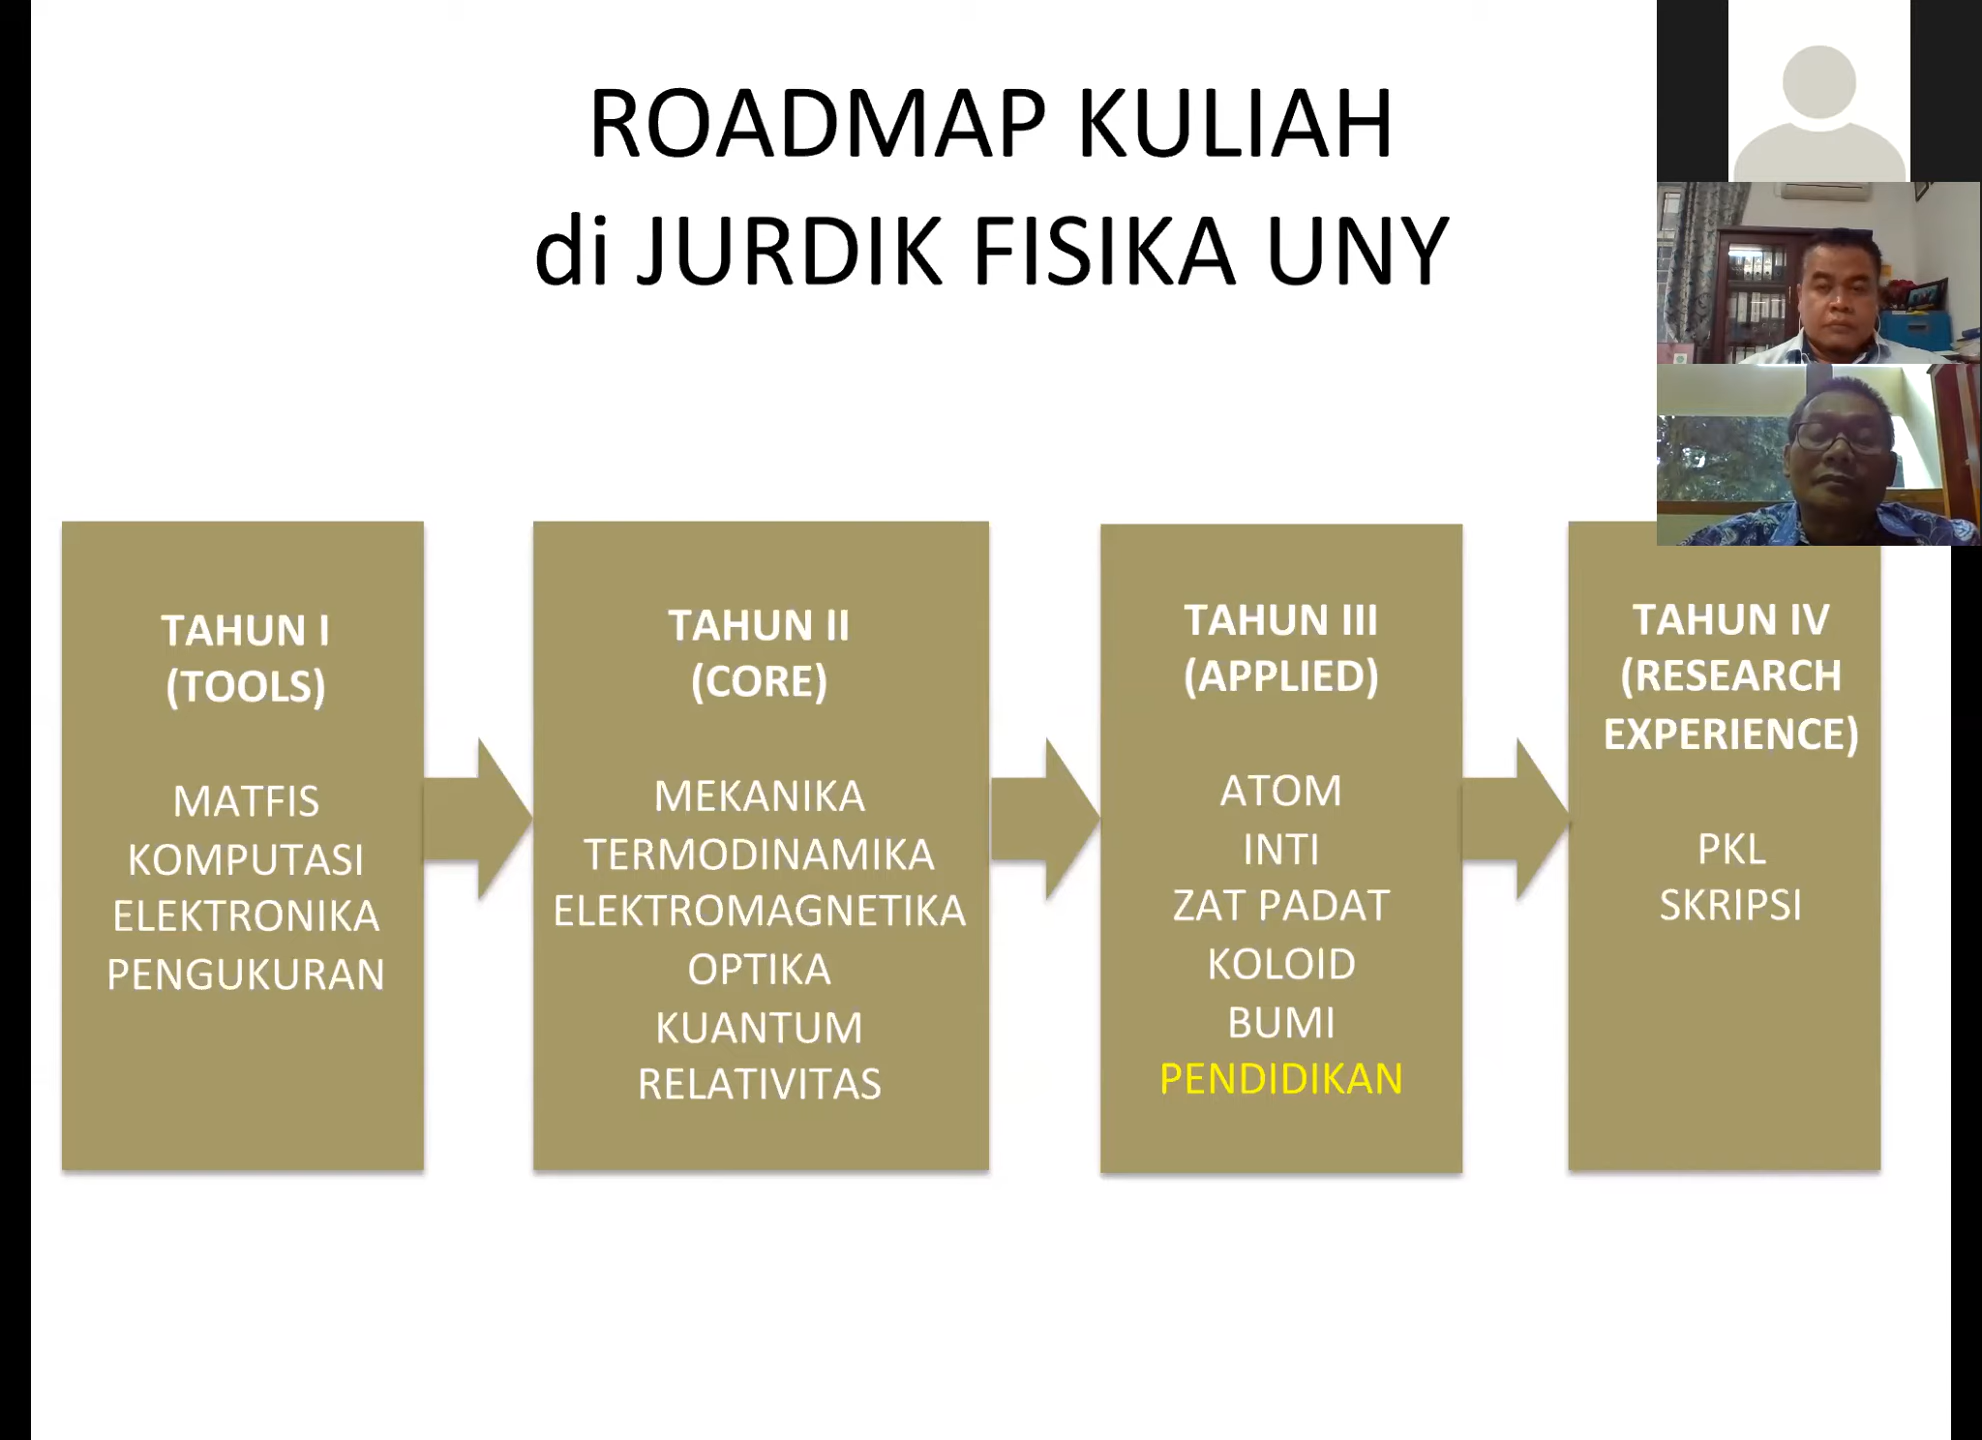 ROADMAP KULIAH
di JURDIK FISIKA UNY
TAHUN I
(TOOLS)
MATFIS
KOMPUTASI
ELEKTRONIKA
PENGUKURAN
TAHUN II
(CORE)
MEKANIKA
TERMODINAMIKA
ELEKTROMAGNETIKA
OPTIKA
KUANTUM
RELATIVITAS
TAHUN III
(APPLIED)
ATOM
INTI
ZAT PADAT
KOLOID
BUMI
PENDIDIKAN
TAHUN IV
(RESEARCH
EXPERIENCE)
PKL
SKRIPSI